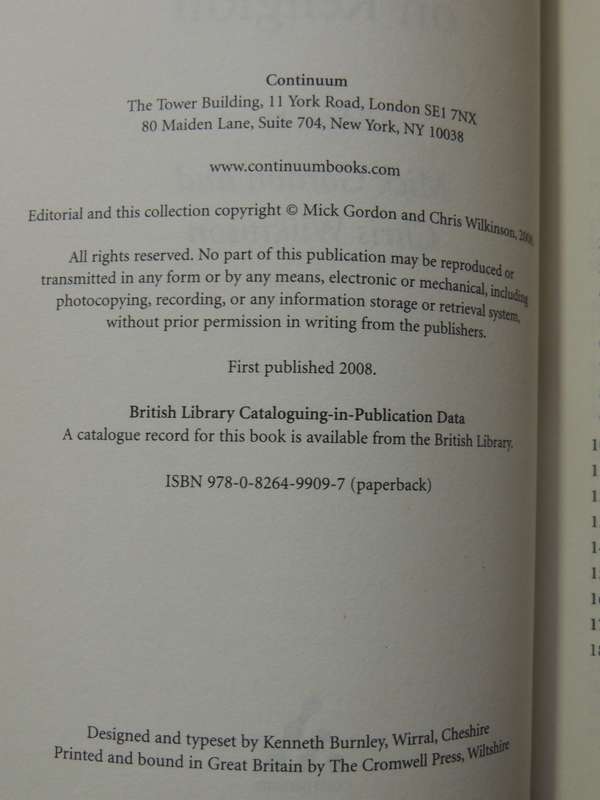 Continuum
The Tower Building, 11 York Road, London SE1 7NX
80 Maiden Lane, Suite 704, New York, NY 10038
www.continuumbooks.com
Editorial and this collection copyright © Mick Gordon and Chris Wilkinson, 2008.
All rights reserved. No part of this publication may be reproduced or
transmitted in any form or by any means, electronic or mechanical, including
photocopying, recording, or any information storage or retrieval system,
without prior permission in writing from the publishers.
First published 2008.
British Library Cataloguing-in-Publication Data
A catalogue record for this book is available from the British Library.
ISBN 978-0-8264-9909-7 (paperback)
Designed and typeset by Kenneth Burnley, Wirral, Cheshire
Printed and bound in Great Britain by The Cromwell Press, Wiltshire